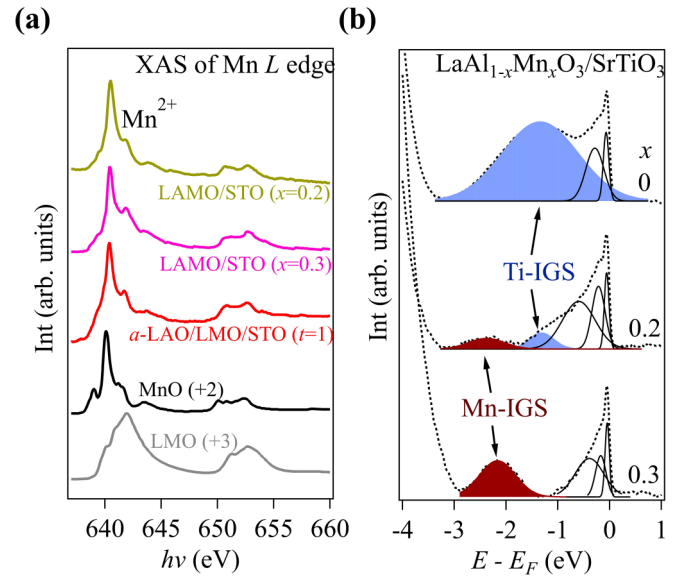 (a)
XAS of Mn L edge
Mn²⁺
LAMO/STO (x=0.2)
LAMO/STO (x=0.3)
a-LAO/LMO/STO (t=1)
MnO (+2)
LMO (+3)
Int (arb. units)
640 645 650 655 660
hν (eV)
(b)
LaAl₁₋ₓMnₓO₃/SrTiO₃
x
0
Ti-IGS
0.2
Mn-IGS
0.3
Int (arb. units)
-4 -3 -2 -1 0 1
E - E_F (eV)